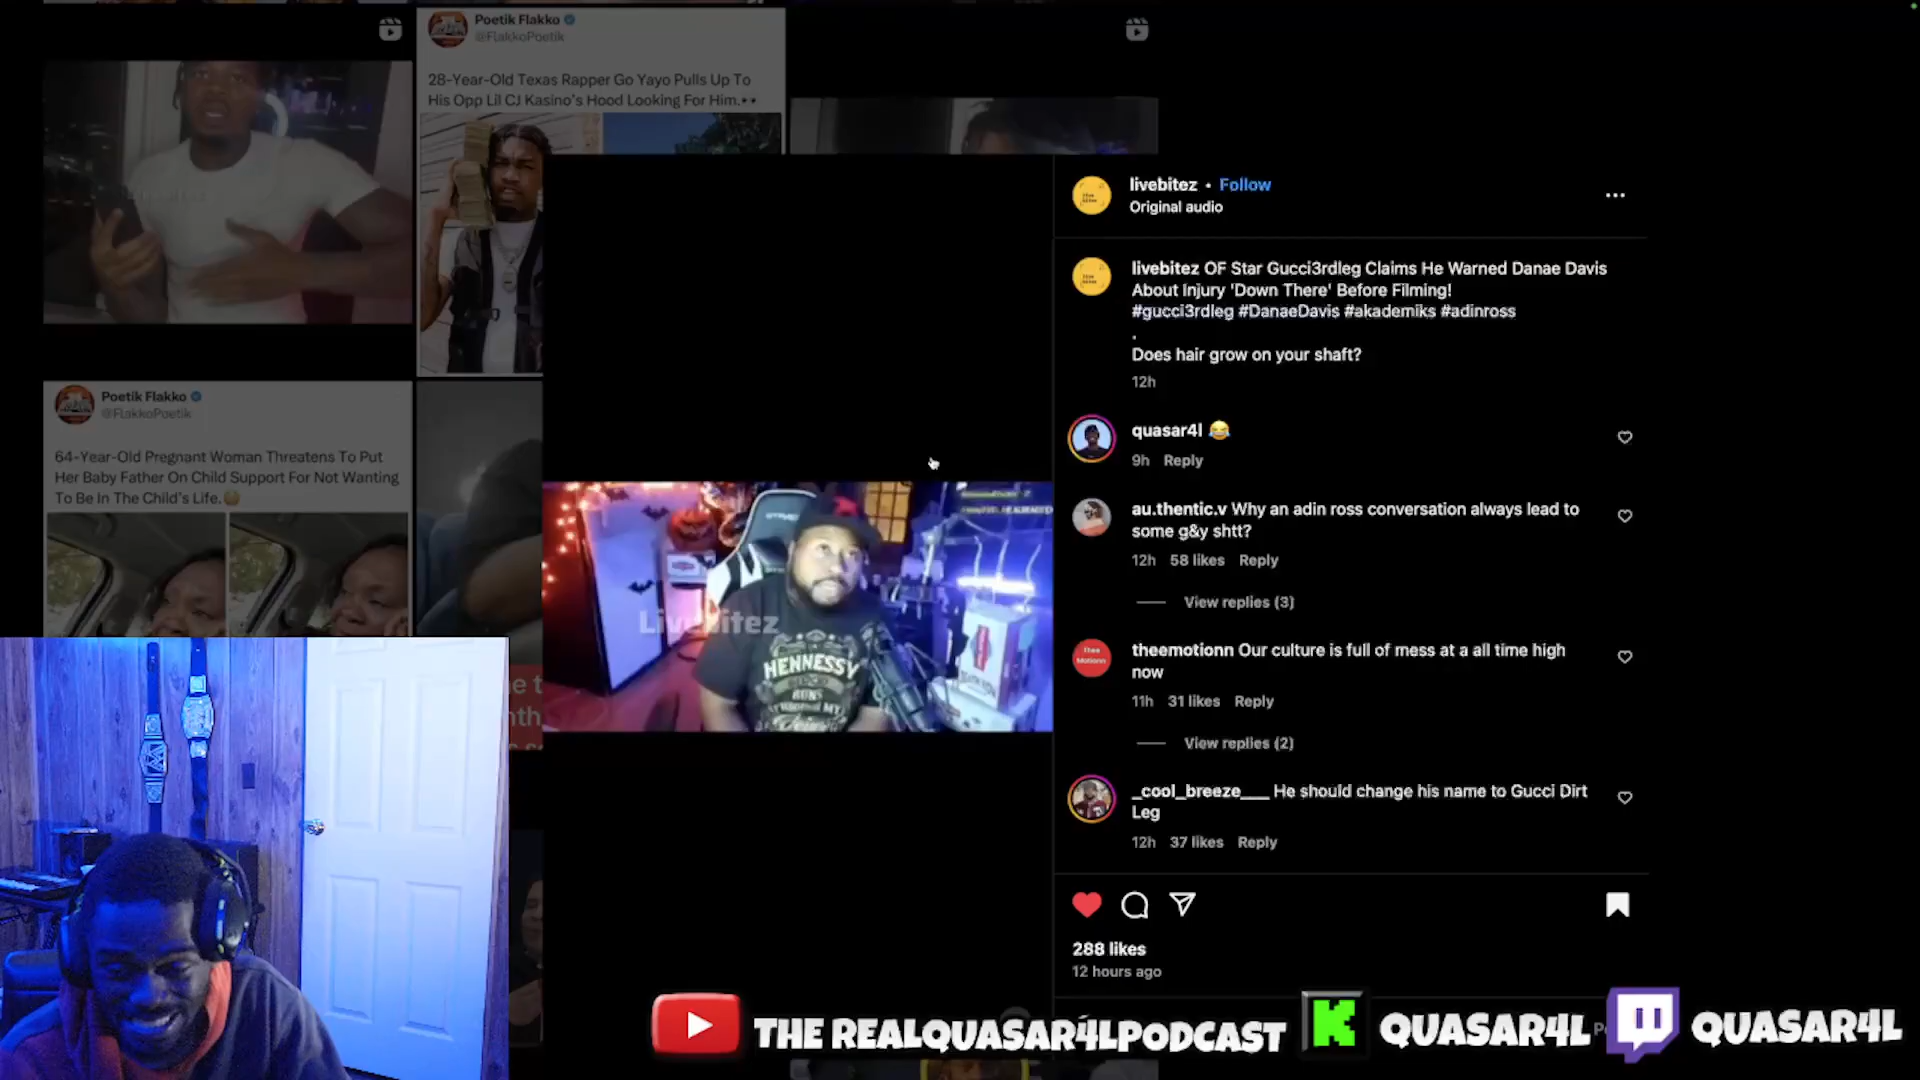 Poetik Flakko
@FlakkoPoetik
28-Year-Old Texas Rapper Go Yayo Pulls Up To
His Opp Lil CJ Kasino's Hood Looking For Him.
Poetik Flakko
@FlakkoPoetik
64-Year-Old Pregnant Woman Threatens To Put
Her Baby Father On Child Support For Not Wanting
To Be In The Child's Life.😳
Livebitez
HENNESSY
livebitez • Follow
Original audio
•••
livebitez OF Star Gucci3rdleg Claims He Warned Danae Davis
About Injury 'Down There' Before Filming!
#gucci3rdleg #DanaeDavis #akademiks #adinross
.
Does hair grow on your shaft?
12h
quasar4l 😂
9h Reply
au.thentic.v Why an adin ross conversation always lead to
some g&y shtt?
12h 58 likes Reply
View replies (3)
theemotionn Our culture is full of mess at a all time high
now
11h 31 likes Reply
View replies (2)
_cool_breeze___ He should change his name to Gucci Dirt
Leg
12h 37 likes Reply
288 likes
12 hours ago
THE REALQUASAR4LPODCAST
K QUASAR4L
QUASAR4L